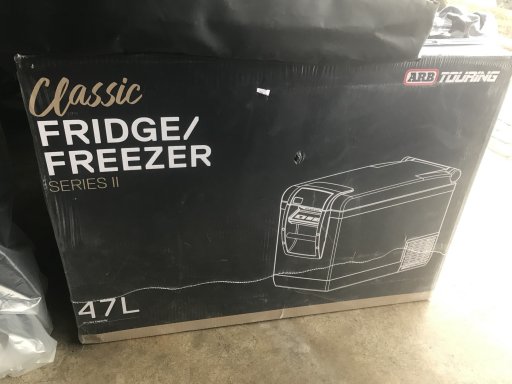 Classic
FRIDGE/
FREEZER
SERIES II
ARB TOURING
47L